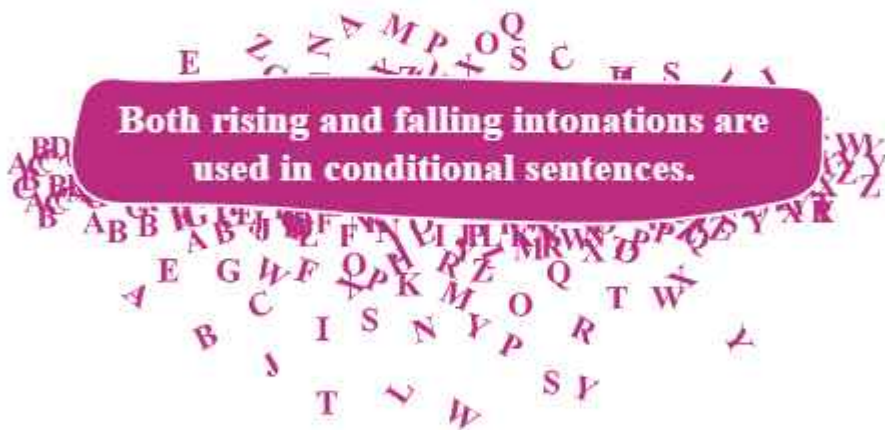 Both rising and falling intonations are
used in conditional sentences.